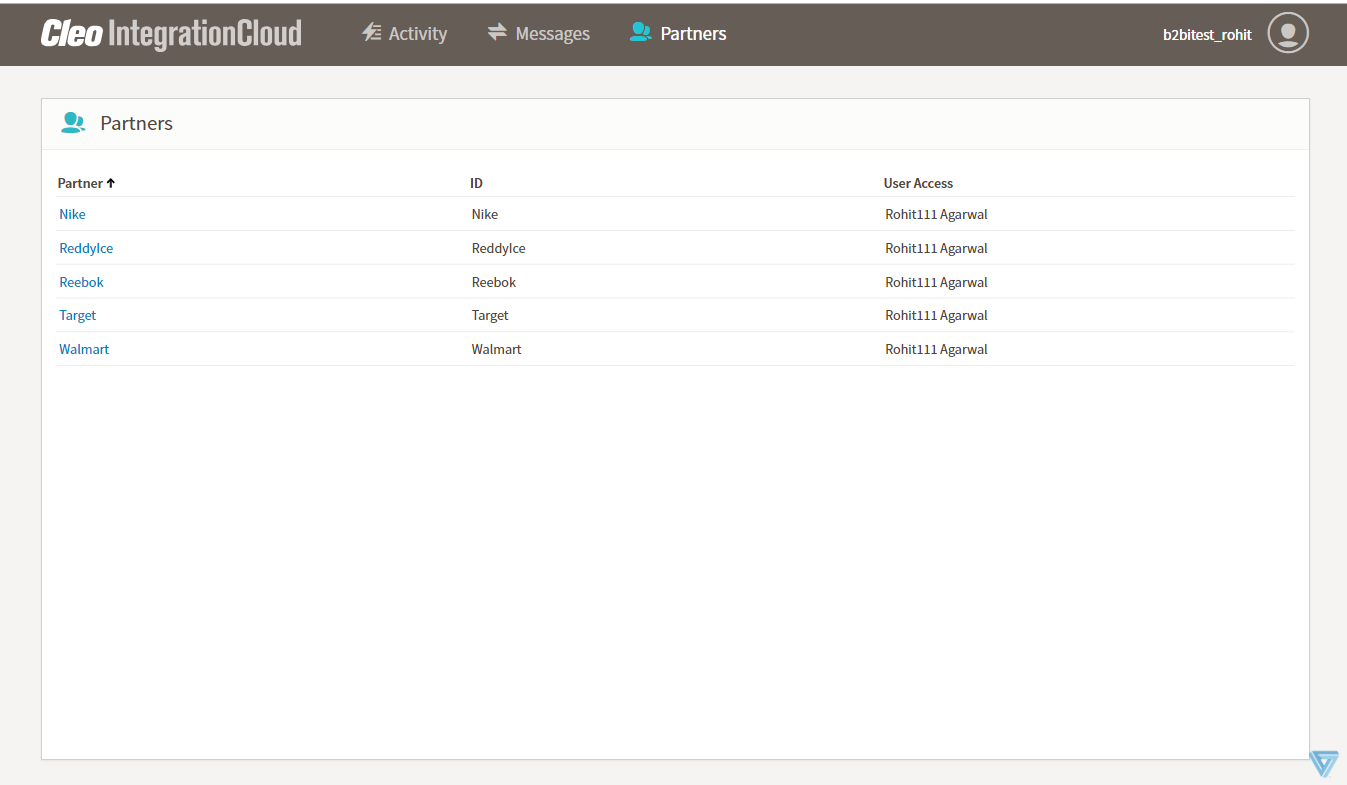 Cleo IntegrationCloud Activity Messages Partners b2bitest_rohit
Partners
Partner ID User Access
Nike Nike Rohit111 Agarwal
ReddyIce ReddyIce Rohit111 Agarwal
Reebok Reebok Rohit111 Agarwal
Target Target Rohit111 Agarwal
Walmart Walmart Rohit111 Agarwal